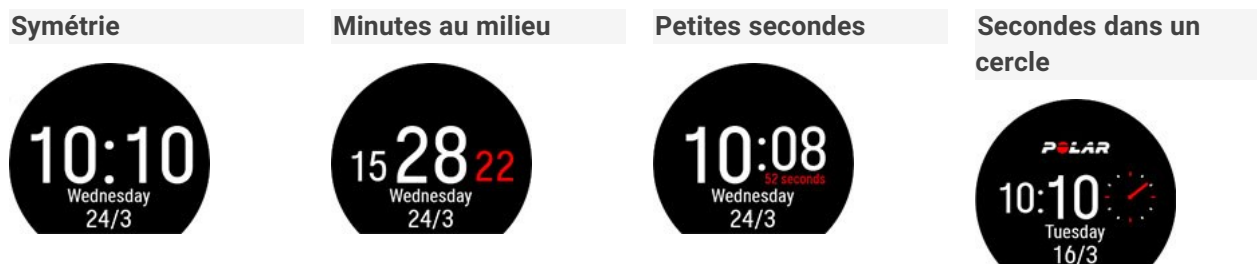 Symétrie
Minutes au milieu
Petites secondes
Secondes dans un
cercle
10:10
Wednesday
24/3
15 28 22
Wednesday
24/3
10:08
52 seconds
Wednesday
24/3
POLAR
10:10
Tuesday
16/3